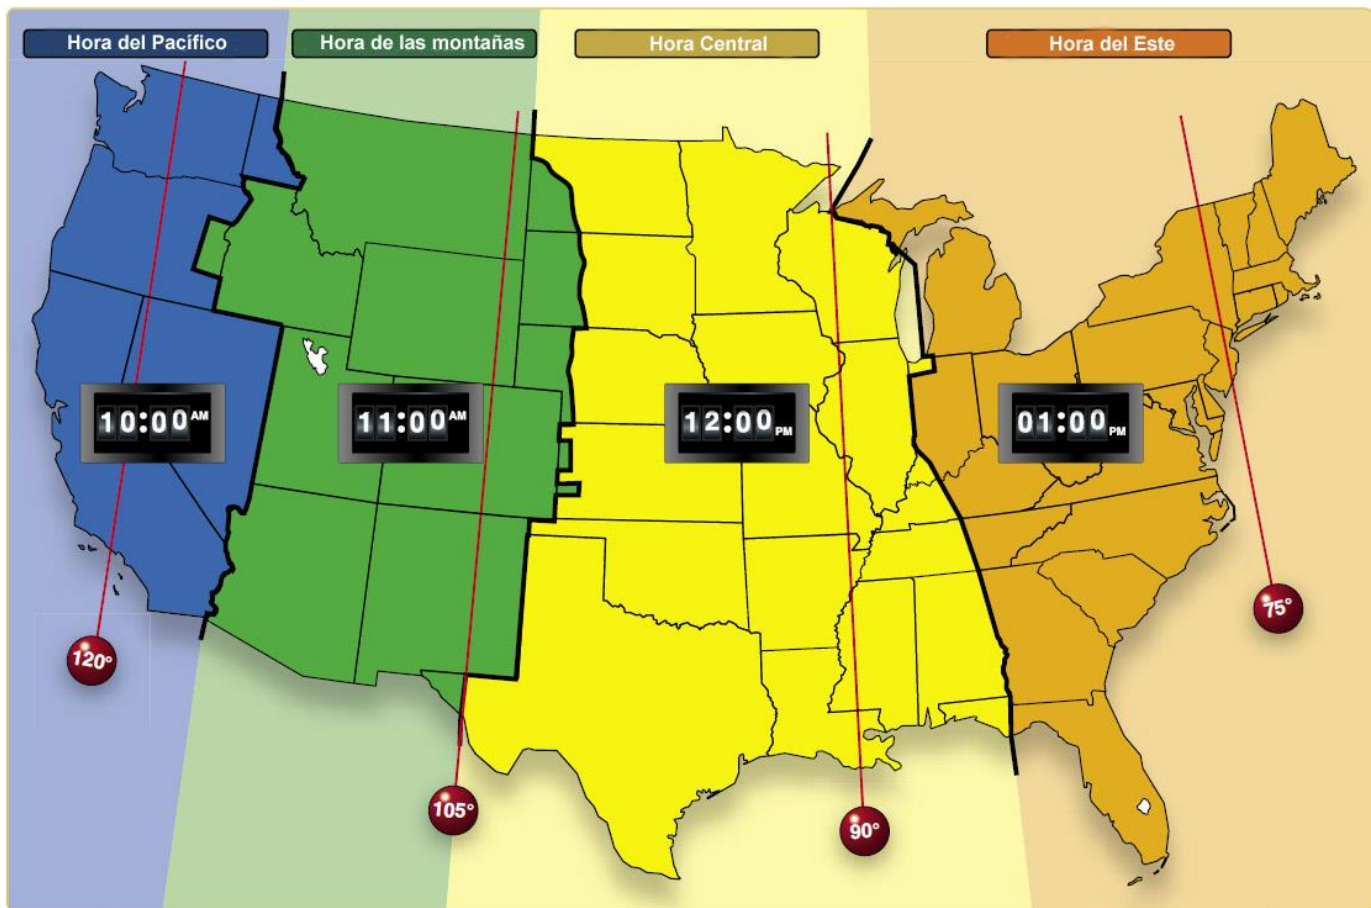 Hora del Pacífico
Hora de las montañas
Hora Central
Hora del Este
10:00 AM
11:00 AM
12:00 PM
01:00 PM
120°
105°
90°
75°